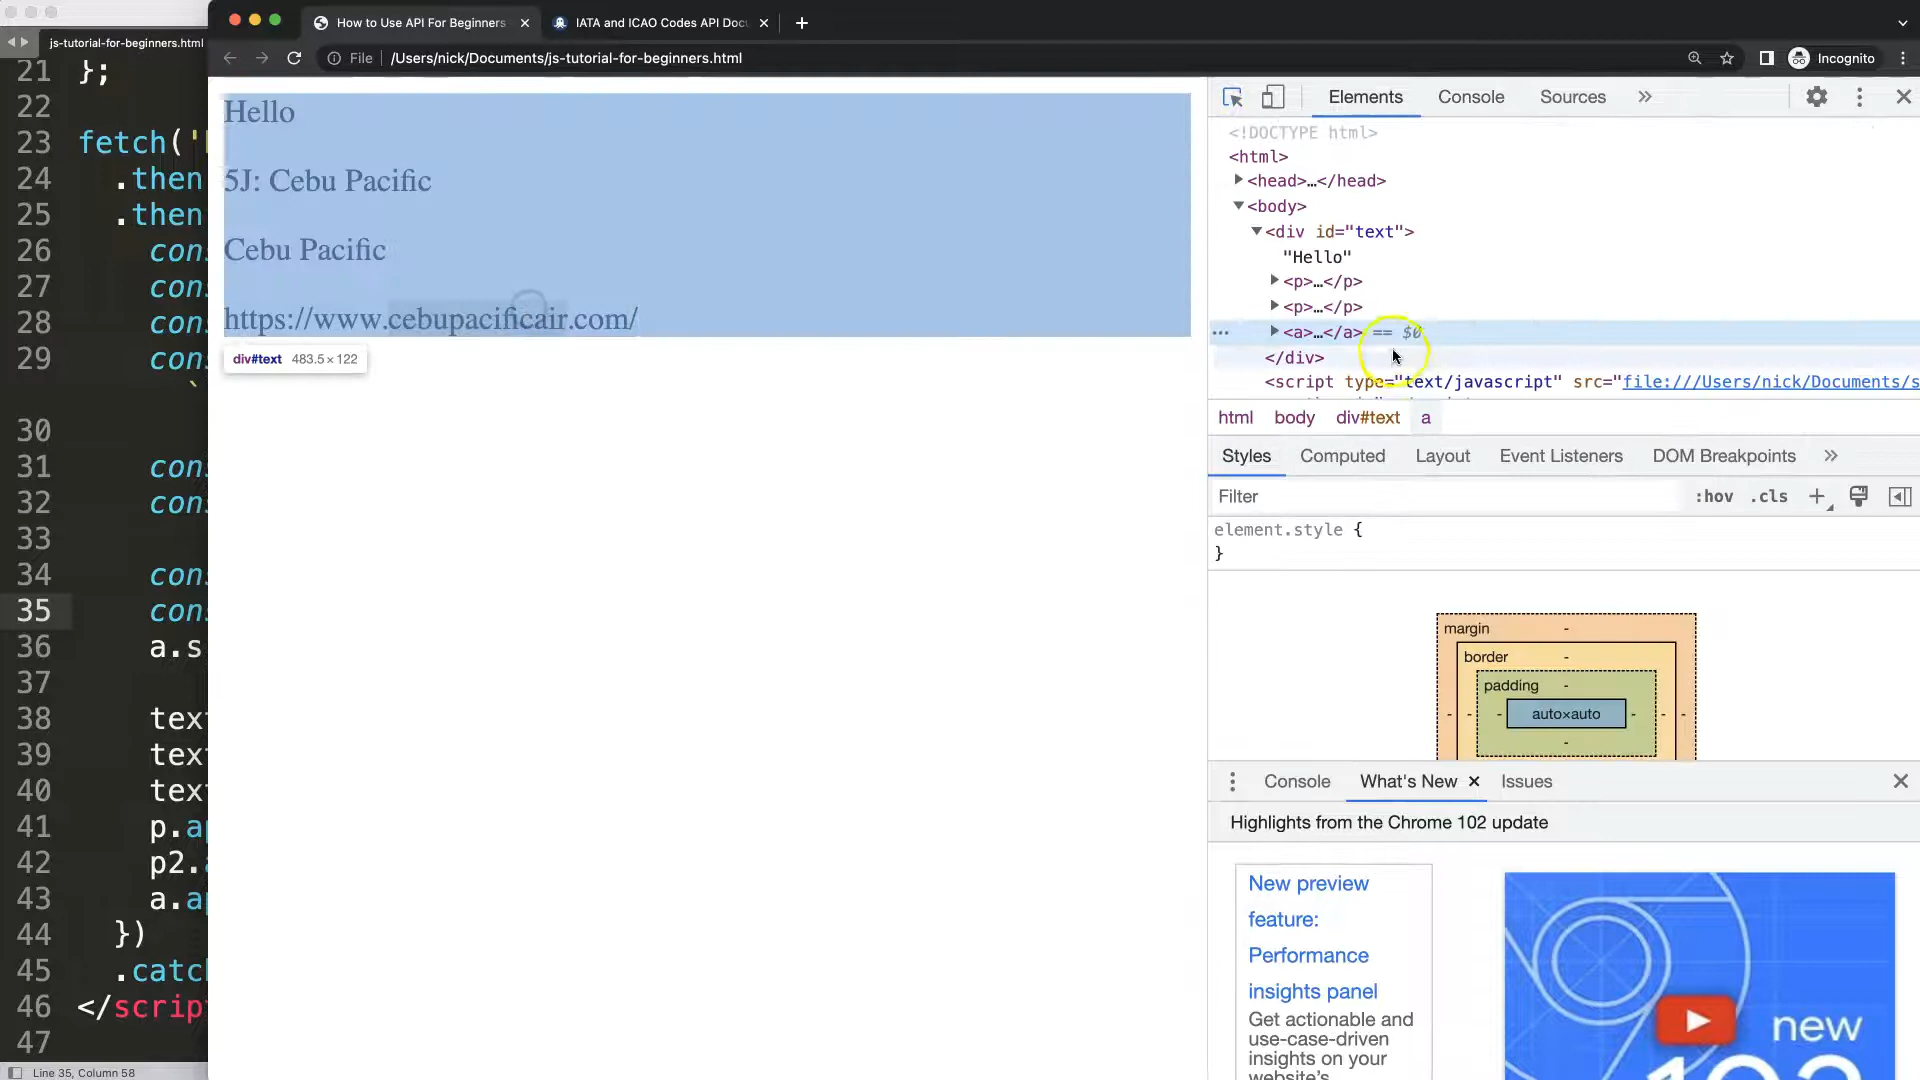 js-tutorial-for-beginners.html
21 };
22
23 fetch('
24 .then
25 .then
26 con
27 con
28 con
29 con
`
30
31 con
32 con
33
34 con
35 con
36 a.s
37
38 tex
39 tex
40 tex
41 p.a
42 p2.
43 a.a
44 })
45 .catc
46 </scrip
47
Line 35, Column 58
How to Use API For Beginners
IATA and ICAO Codes API Doc
File /Users/nick/Documents/js-tutorial-for-beginners.html
Incognito
Hello
5J: Cebu Pacific
Cebu Pacific
https://www.cebupacificair.com/
div#text 483.5×122
Elements Console Sources
<!DOCTYPE html>
<html>
<head>…</head>
<body>
<div id="text">
"Hello"
<p>…</p>
<p>…</p>
<a>…</a> == $0
</div>
<script type="text/javascript" src="file:///Users/nick/Documents/s
html body div#text a
Styles Computed Layout Event Listeners DOM Breakpoints
Filter :hov .cls
element.style {
}
margin -
border -
padding -
- - - auto×auto - - -
-
Console What's New Issues
Highlights from the Chrome 102 update
New preview
feature:
Performance
insights panel
Get actionable and
use-case-driven
insights on your
website's
new
102